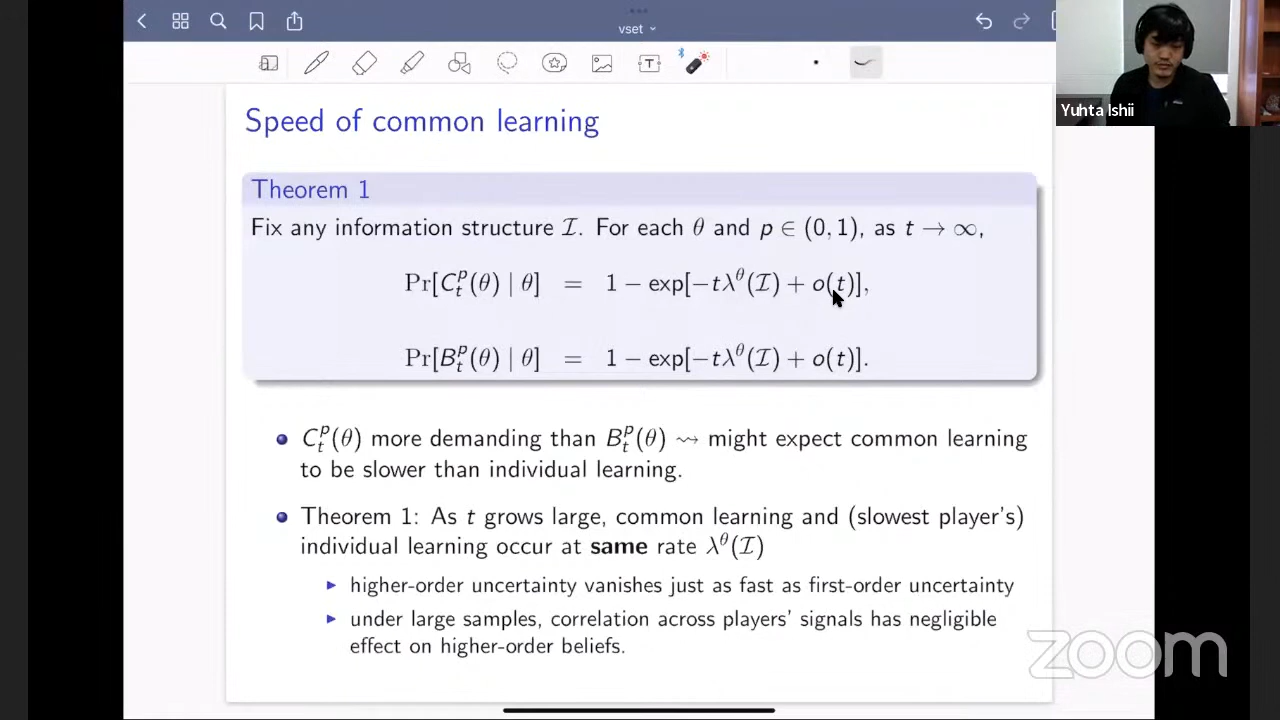 vset
Yuhta Ishii
Speed of common learning
Theorem 1
Fix any information structure ℐ. For each θ and p ∈ (0, 1), as t → ∞,
Pr[C_t^p(θ) | θ] = 1 − exp[−tλ^θ(ℐ) + o(t)],
Pr[B_t^p(θ) | θ] = 1 − exp[−tλ^θ(ℐ) + o(t)].
C_t^p(θ) more demanding than B_t^p(θ) ⇝ might expect common learning
to be slower than individual learning.
Theorem 1: As t grows large, common learning and (slowest player's)
individual learning occur at same rate λ^θ(ℐ)
higher-order uncertainty vanishes just as fast as first-order uncertainty
under large samples, correlation across players' signals has negligible
effect on higher-order beliefs.
zoom